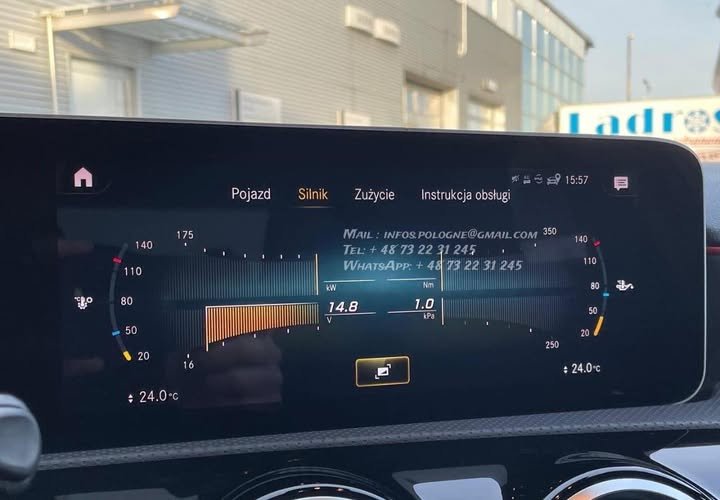 Ladros
15:57
Pojazd Silnik Zużycie Instrukcja obsługi
Mail : infos.pologne@gmail.com
Tel: + 48 73 22 31 245
WhatsApp: + 48 73 22 31 245
140 175 350 140
110 110
kW Nm
80 14.8 1.0 80
V kPa
50 50
20 16 250 20
24.0°C 24.0°C